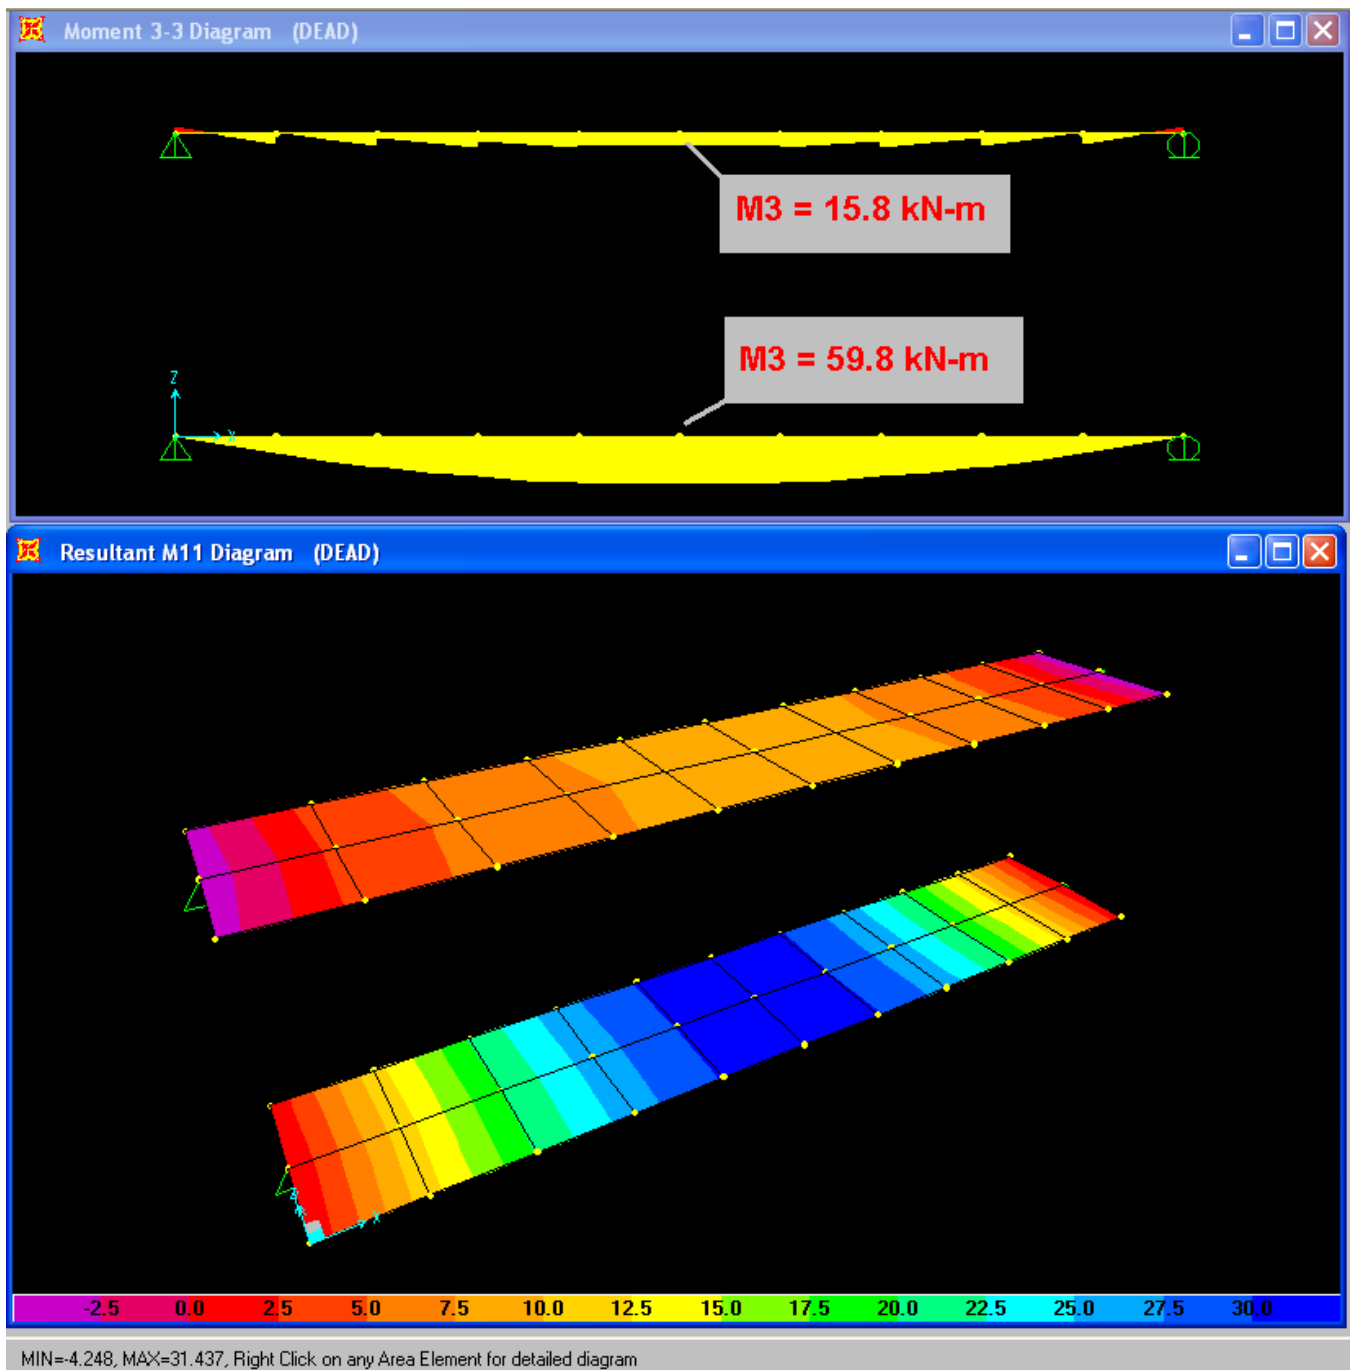 Moment 3-3 Diagram (DEAD)
M3 = 15.8 kN-m
M3 = 59.8 kN-m
Z
X
Resultant M11 Diagram (DEAD)
Z
X
-2.5 0.0 2.5 5.0 7.5 10.0 12.5 15.0 17.5 20.0 22.5 25.0 27.5 30.0
MIN=-4.248, MAX=31.437, Right Click on any Area Element for detailed diagram